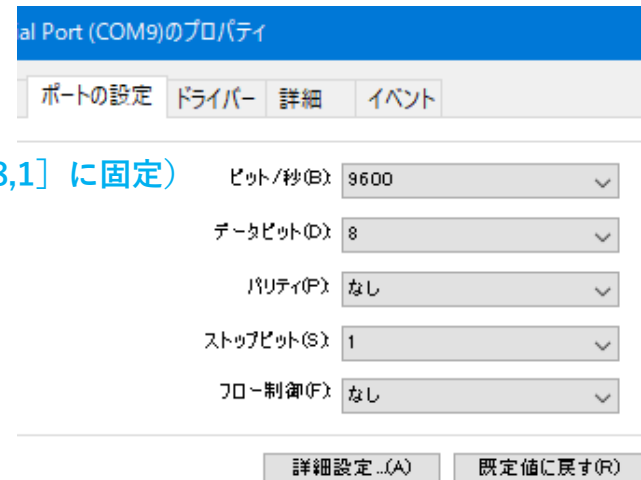 al Port (COM9)のプロパティ
ポートの設定 ドライバー 詳細 イベント
,1] に固定)
ビット/秒(B): 9600
データビット(D): 8
パリティ(P): なし
ストップビット(S): 1
フロー制御(F): なし
詳細設定...(A) 既定値に戻す(R)